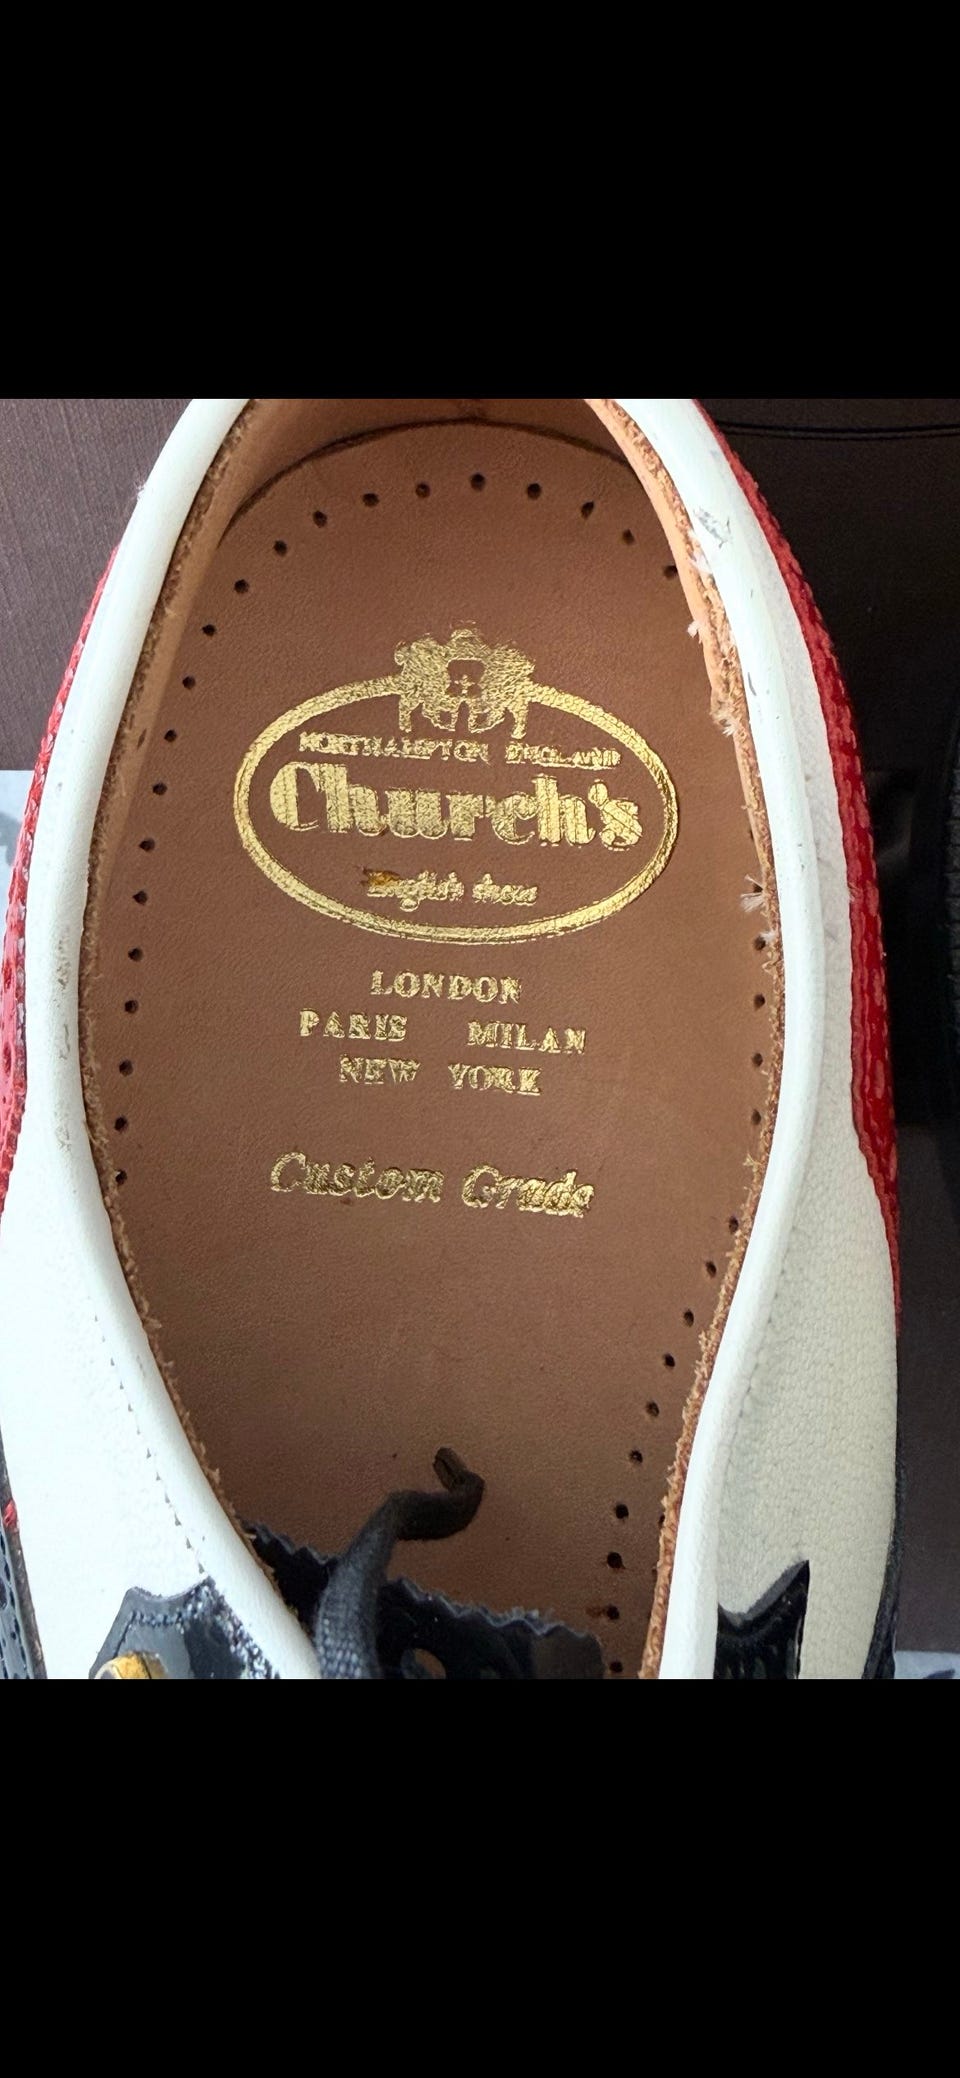 NORTHAMPTON ENGLAND
Church's
English shoes
LONDON
PARIS MILAN
NEW YORK
Custom Grade